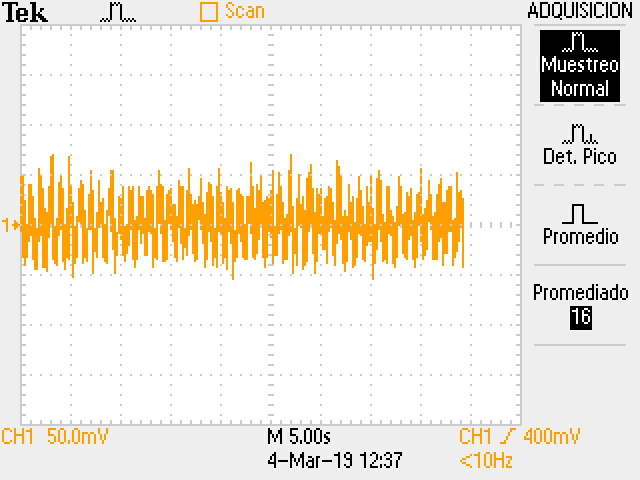 Tek
Scan
ADQUISICION
Muestreo
Normal
Det. Pico
Promedio
Promediado
16
1
CH1 50.0mV
M 5.00s
CH1 400mV
4-Mar-19 12:37
<10Hz